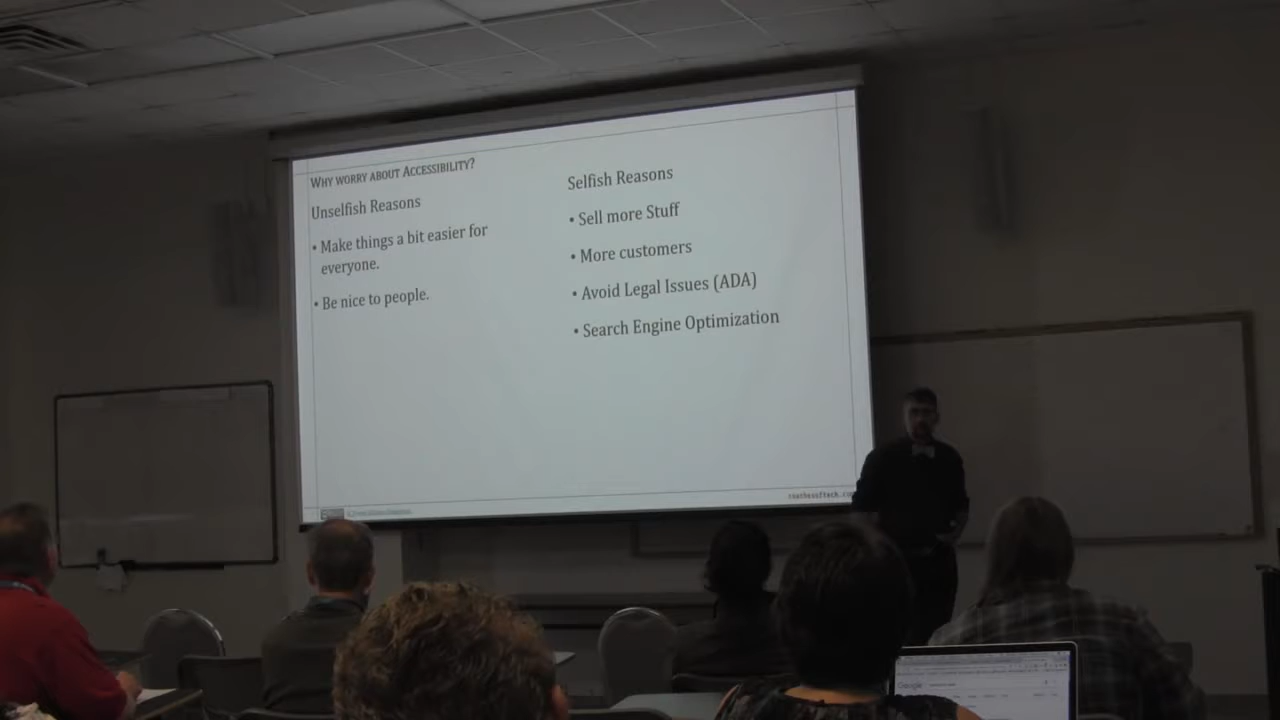 Why worry about Accessibility?
Unselfish Reasons
• Make things a bit easier for
everyone.
• Be nice to people.
Selfish Reasons
• Sell more Stuff
• More customers
• Avoid Legal Issues (ADA)
• Search Engine Optimization
Google